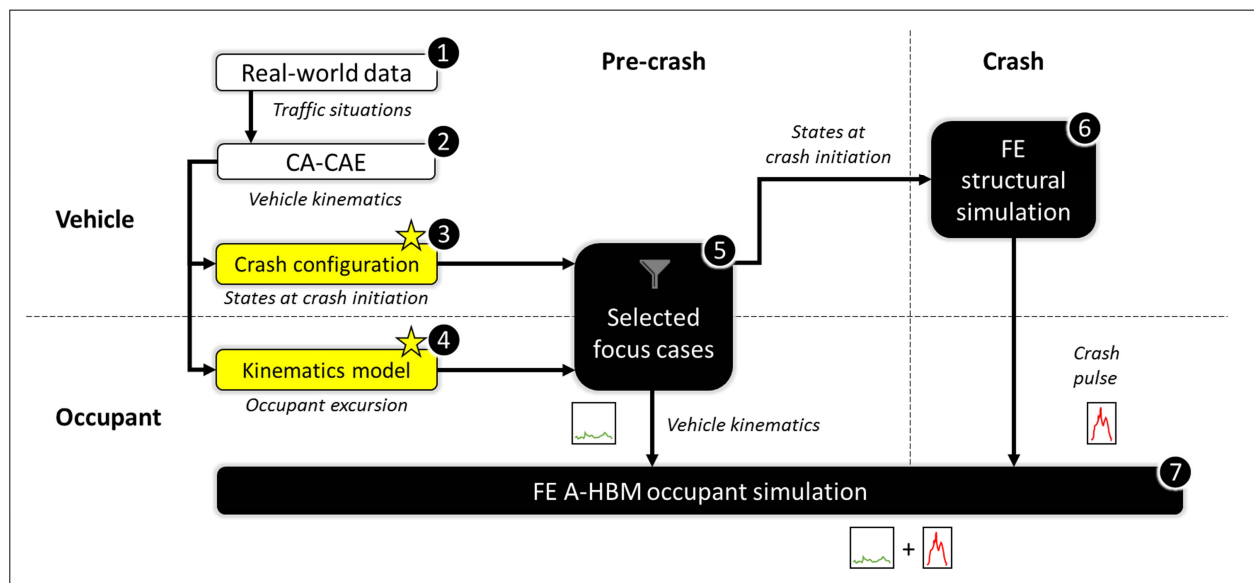 1
Real-world data
Traffic situations
2
CA-CAE
Vehicle kinematics
Vehicle
3
Crash configuration
States at crash initiation
4
Kinematics model
Occupant excursion
Occupant
Pre-crash
Crash
5
Selected
focus cases
States at
crash initiation
6
FE
structural
simulation
Vehicle kinematics
Crash
pulse
7
FE A-HBM occupant simulation
+